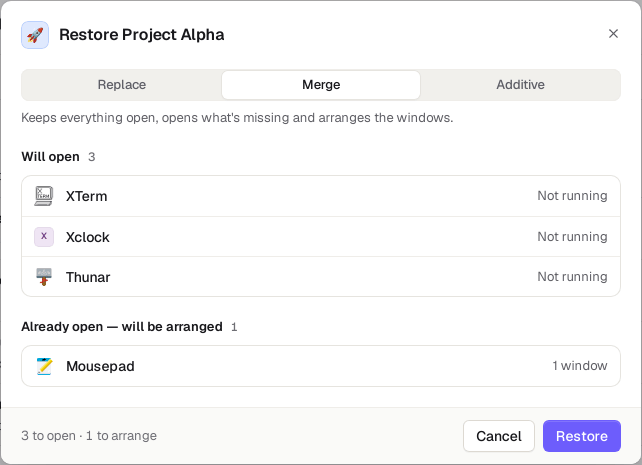 Restore Project Alpha
Replace
Merge
Additive
Keeps everything open, opens what's missing and arranges the windows.
Will open 3
XTerm Not running
X Xclock Not running
Thunar Not running
Already open — will be arranged 1
Mousepad 1 window
3 to open · 1 to arrange
Cancel
Restore